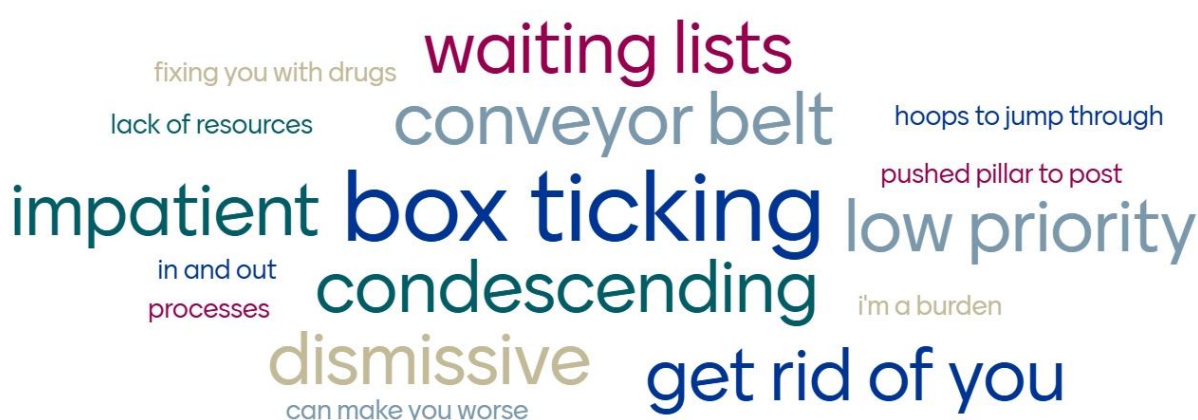 waiting lists
fixing you with drugs
conveyor belt
lack of resources
hoops to jump through
pushed pillar to post
impatient
box ticking
low priority
in and out
condescending
processes
i'm a burden
dismissive
get rid of you
can make you worse